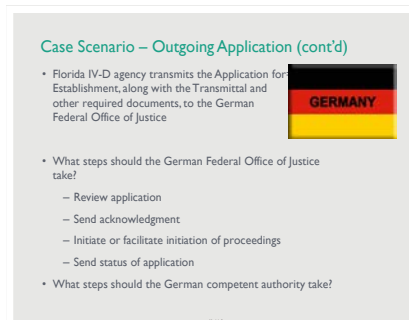 Case Scenario – Outgoing Application (cont'd)
• Florida IV-D agency transmits the Application for
Establishment, along with the Transmittal and
other required documents, to the German
Federal Office of Justice
GERMANY
• What steps should the German Federal Office of Justice
take?
– Review application
– Send acknowledgment
– Initiate or facilitate initiation of proceedings
– Send status of application
• What steps should the German competent authority take?